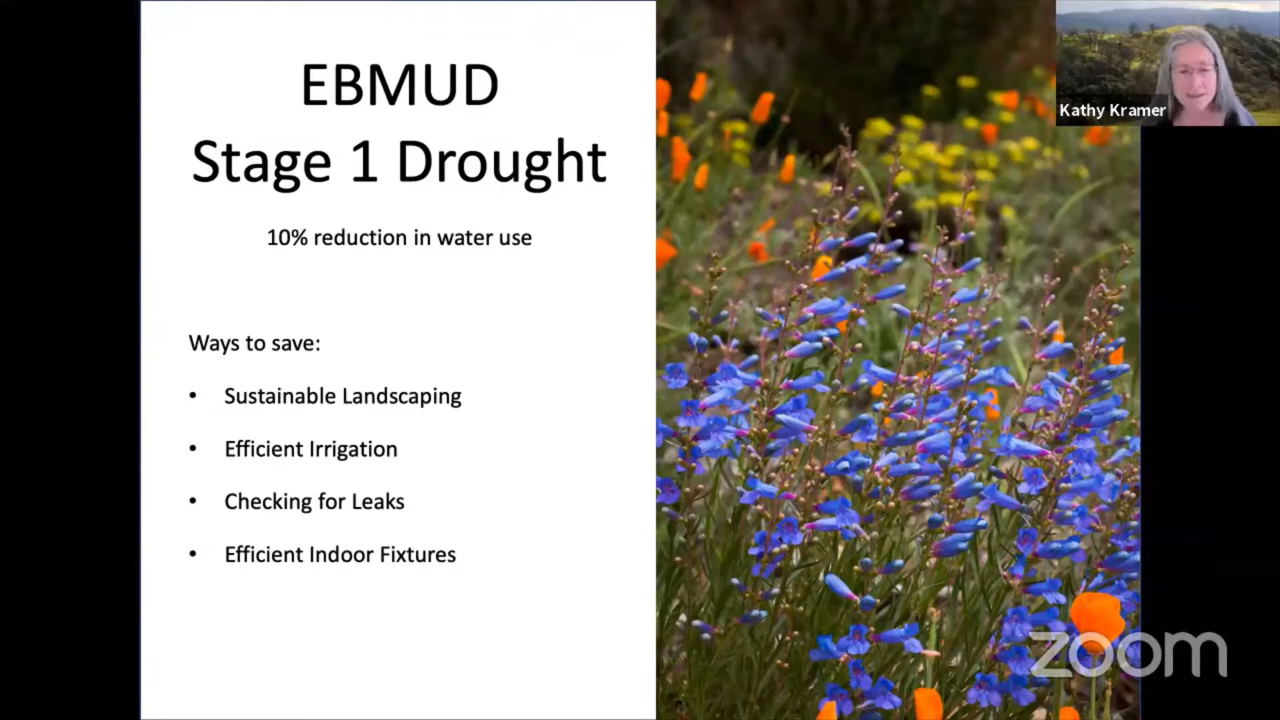 EBMUD
Stage 1 Drought
10% reduction in water use
Ways to save:
• Sustainable Landscaping
• Efficient Irrigation
• Checking for Leaks
• Efficient Indoor Fixtures
Kathy Kramer
zoom